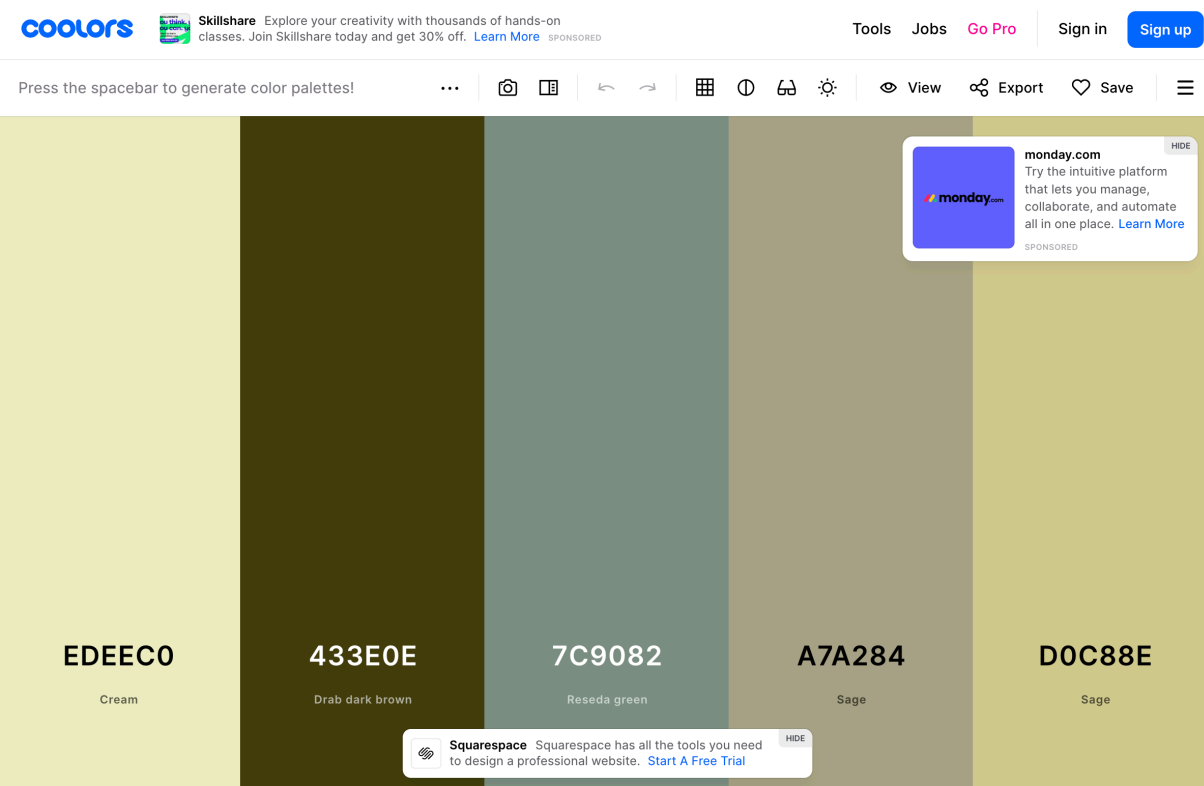 coolors
Skillshare Explore your creativity with thousands of hands-on
classes. Join Skillshare today and get 30% off. Learn More SPONSORED
Tools Jobs Go Pro Sign in Sign up
Press the spacebar to generate color palettes!
View Export Save
HIDE
monday.com
Try the intuitive platform
that lets you manage,
collaborate, and automate
all in one place. Learn More
SPONSORED
monday.com
EDEEC0 433E0E 7C9082 A7A284 D0C88E
Cream Drab dark brown Reseda green Sage Sage
HIDE
Squarespace Squarespace has all the tools you need
to design a professional website. Start A Free Trial